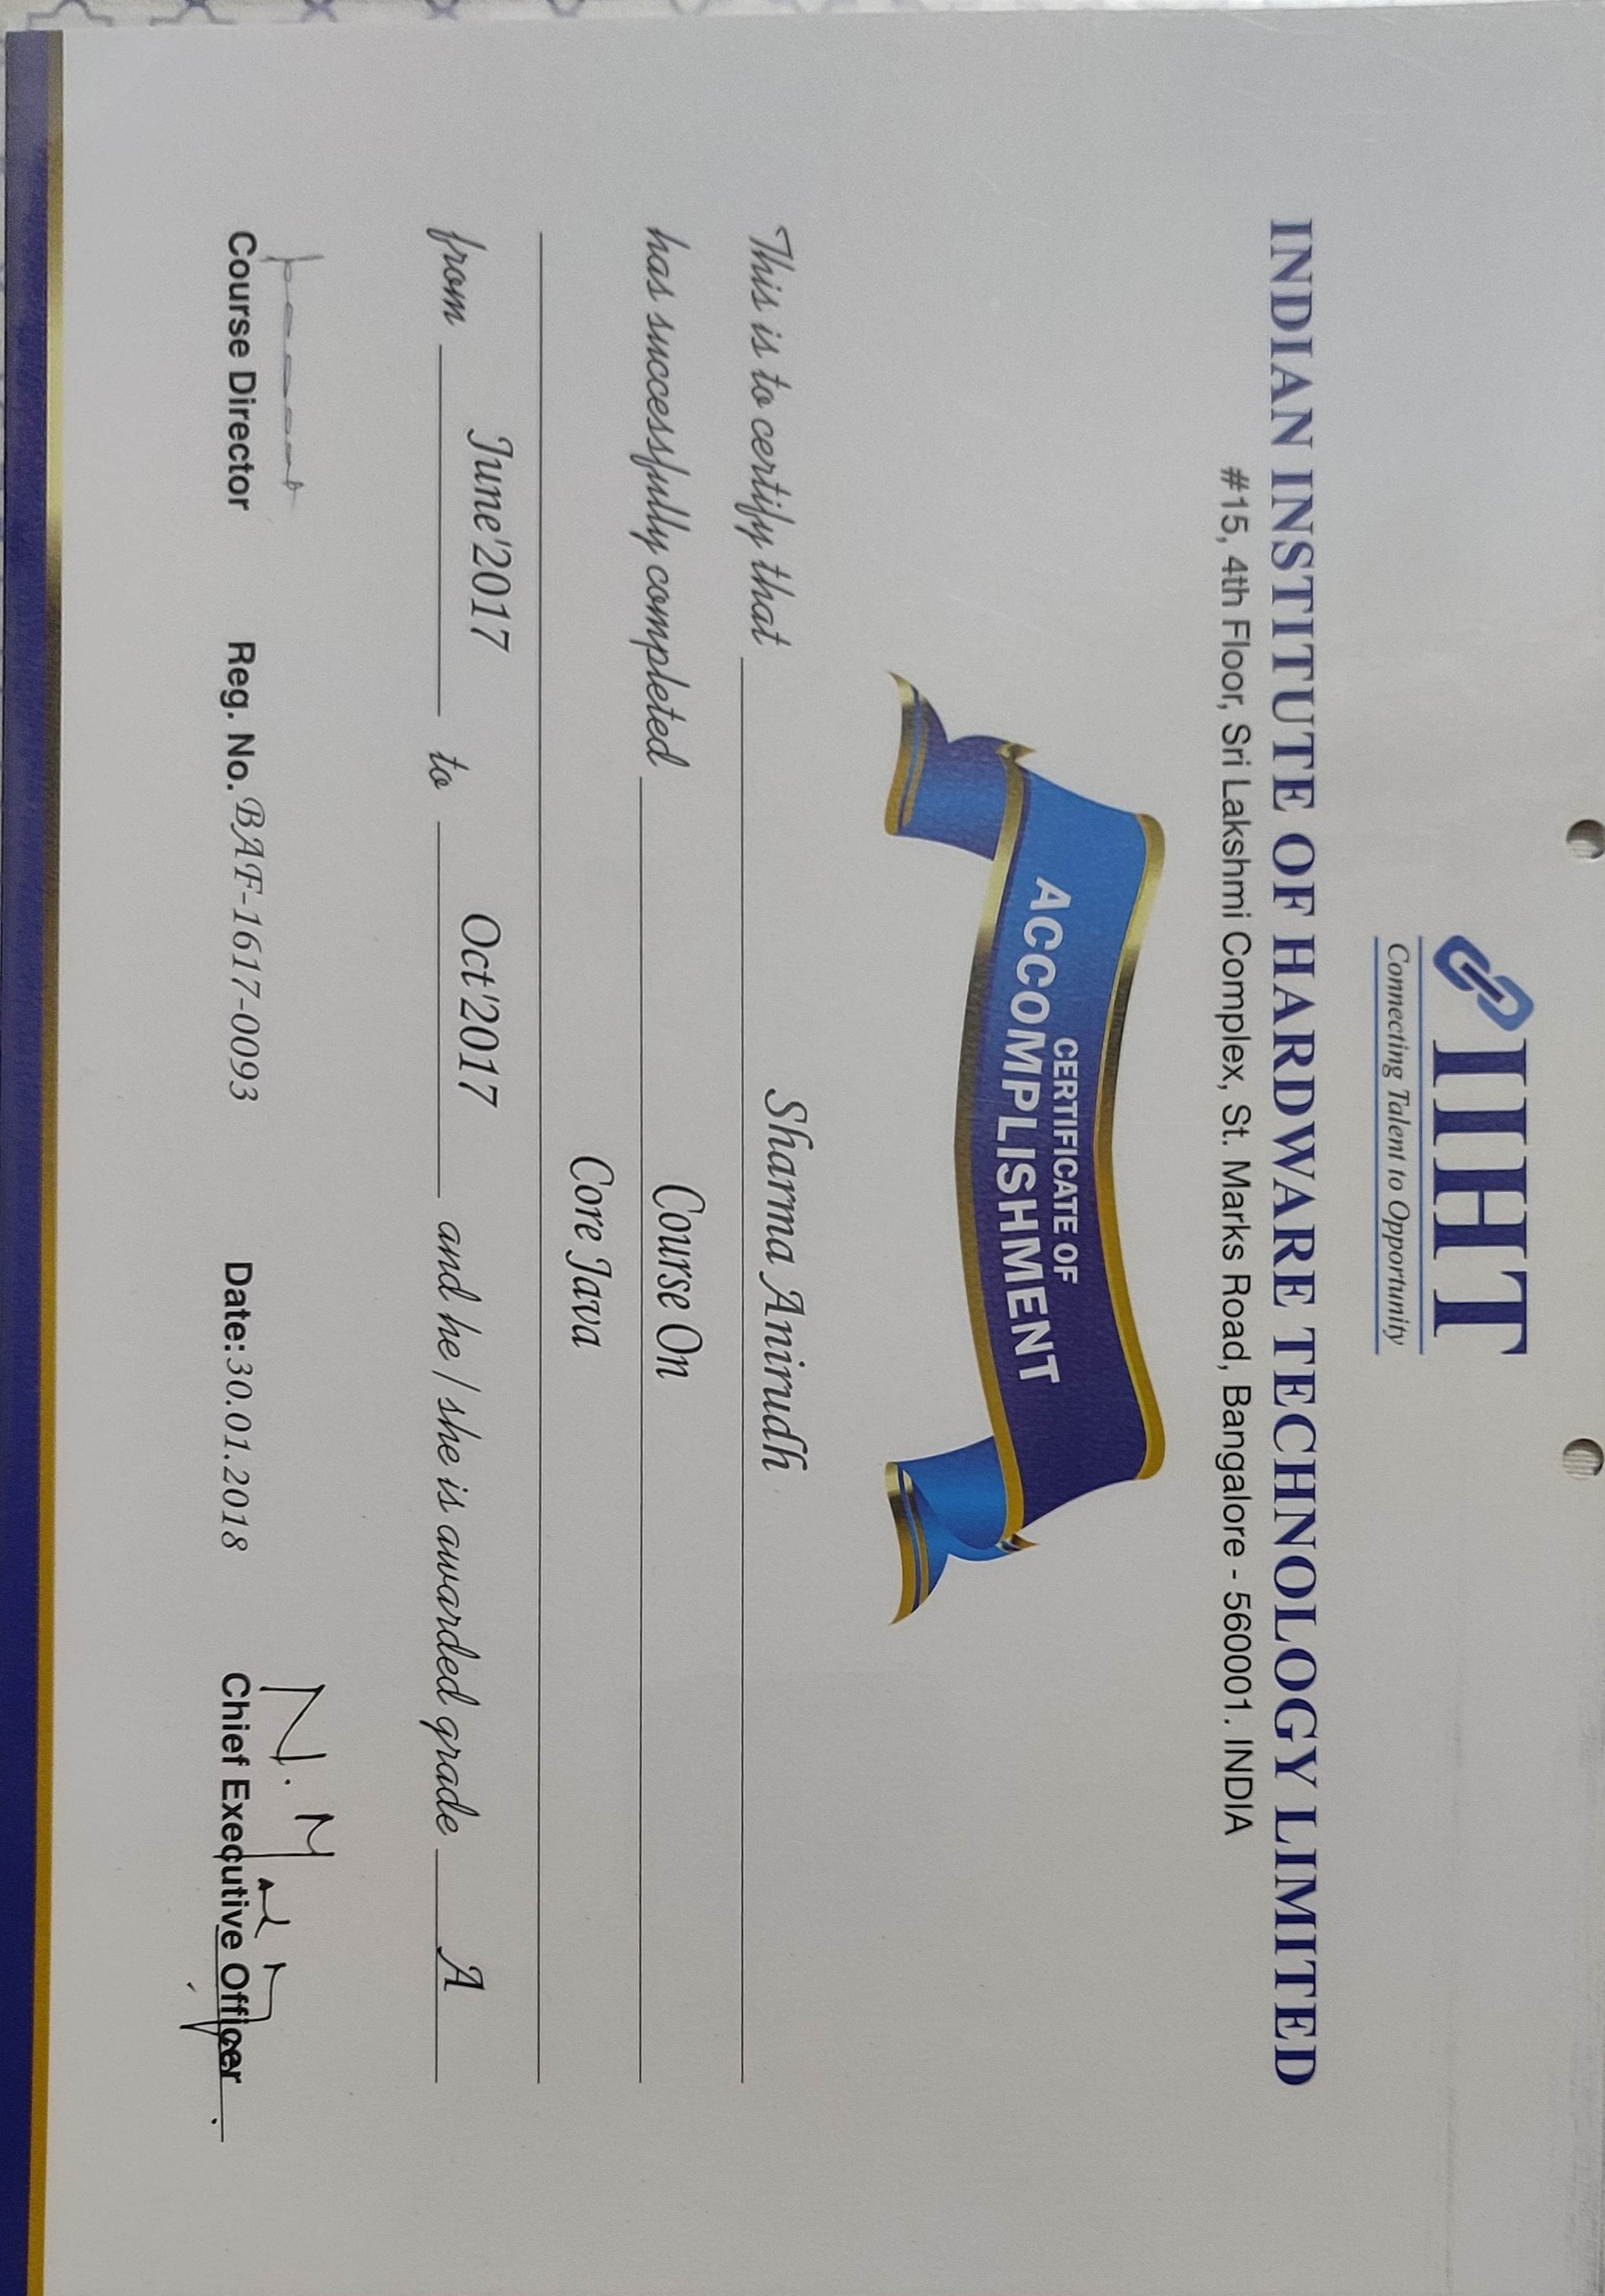 IIHT
Connecting Talent to Opportunity
INDIAN INSTITUTE OF HARDWARE TECHNOLOGY LIMITED
#15, 4th Floor, Sri Lakshmi Complex, St. Marks Road, Bangalore - 560001. INDIA
CERTIFICATE OF
ACCOMPLISHMENT
This is to certify that Sharma Anirudh
has successfully completed Course On
Core Java
from June'2017 to Oct'2017 and he / she is awarded grade A
Course Director Reg. No. BAF-1617-0093 Date: 30.01.2018 Chief Executive Officer